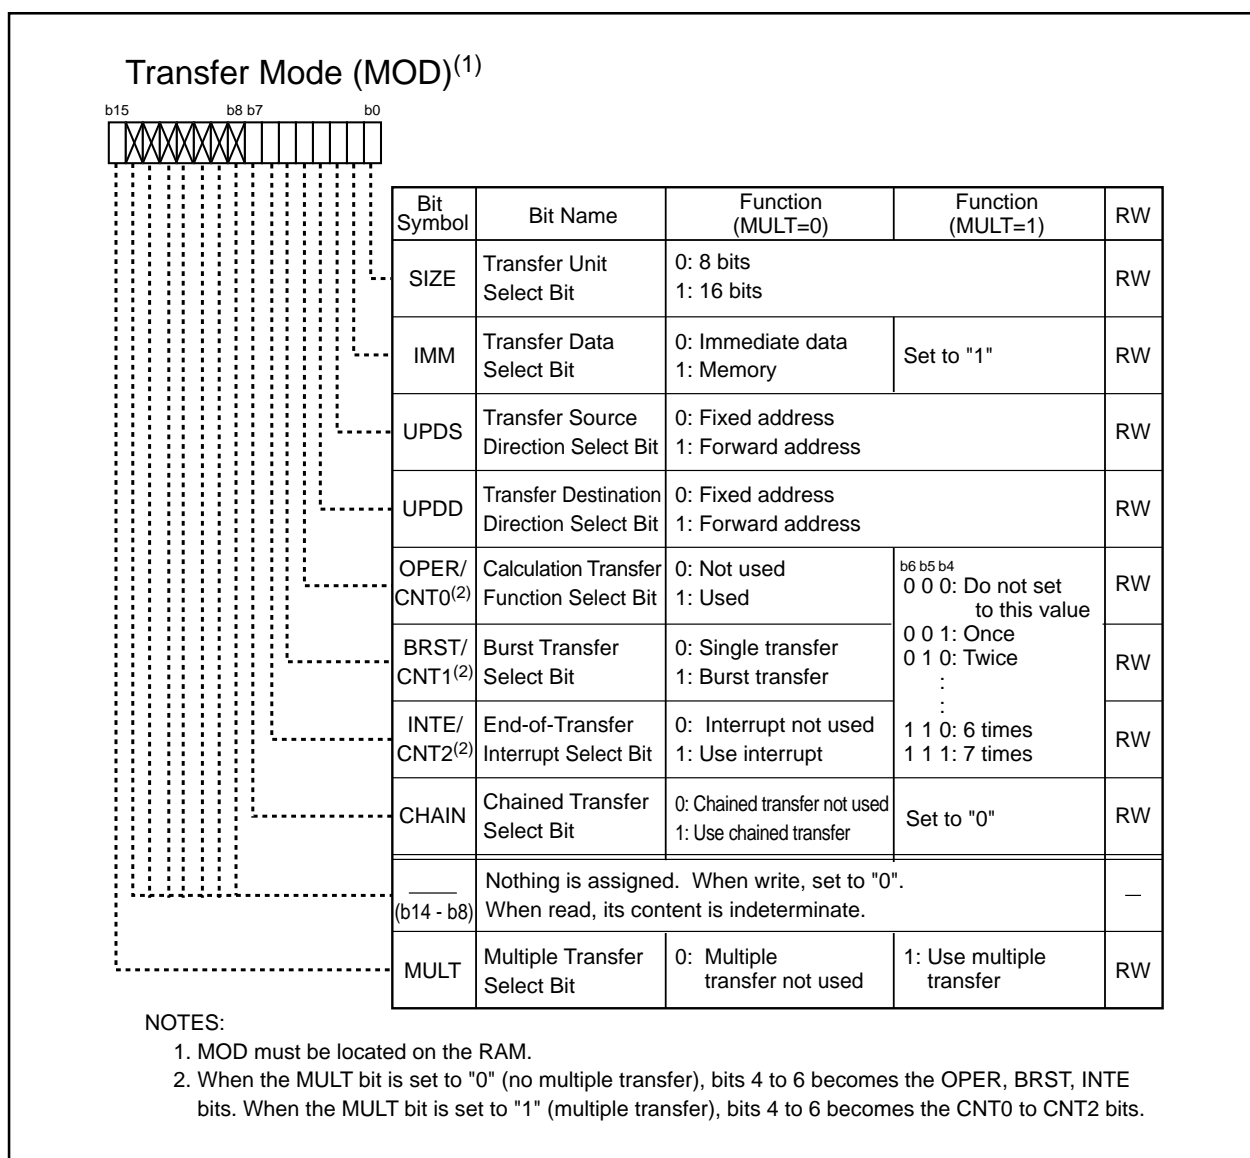 Transfer Mode (MOD)(1)
b15 b8 b7 b0
Bit Symbol Bit Name Function (MULT=0) Function (MULT=1) RW
SIZE Transfer Unit Select Bit 0: 8 bits 1: 16 bits RW
IMM Transfer Data Select Bit 0: Immediate data 1: Memory Set to "1" RW
UPDS Transfer Source Direction Select Bit 0: Fixed address 1: Forward address RW
UPDD Transfer Destination Direction Select Bit 0: Fixed address 1: Forward address RW
OPER/ CNT0(2) Calculation Transfer Function Select Bit 0: Not used 1: Used RW
b6 b5 b4
0 0 0: Do not set to this value
0 0 1: Once
0 1 0: Twice
:
:
1 1 0: 6 times
1 1 1: 7 times
BRST/ CNT1(2) Burst Transfer Select Bit 0: Single transfer 1: Burst transfer RW
INTE/ CNT2(2) End-of-Transfer Interrupt Select Bit 0: Interrupt not used 1: Use interrupt RW
CHAIN Chained Transfer Select Bit 0: Chained transfer not used 1: Use chained transfer Set to "0" RW
(b14 - b8) Nothing is assigned. When write, set to "0". When read, its content is indeterminate. —
MULT Multiple Transfer Select Bit 0: Multiple transfer not used 1: Use multiple transfer RW
NOTES:
1. MOD must be located on the RAM.
2. When the MULT bit is set to "0" (no multiple transfer), bits 4 to 6 becomes the OPER, BRST, INTE
bits. When the MULT bit is set to "1" (multiple transfer), bits 4 to 6 becomes the CNT0 to CNT2 bits.